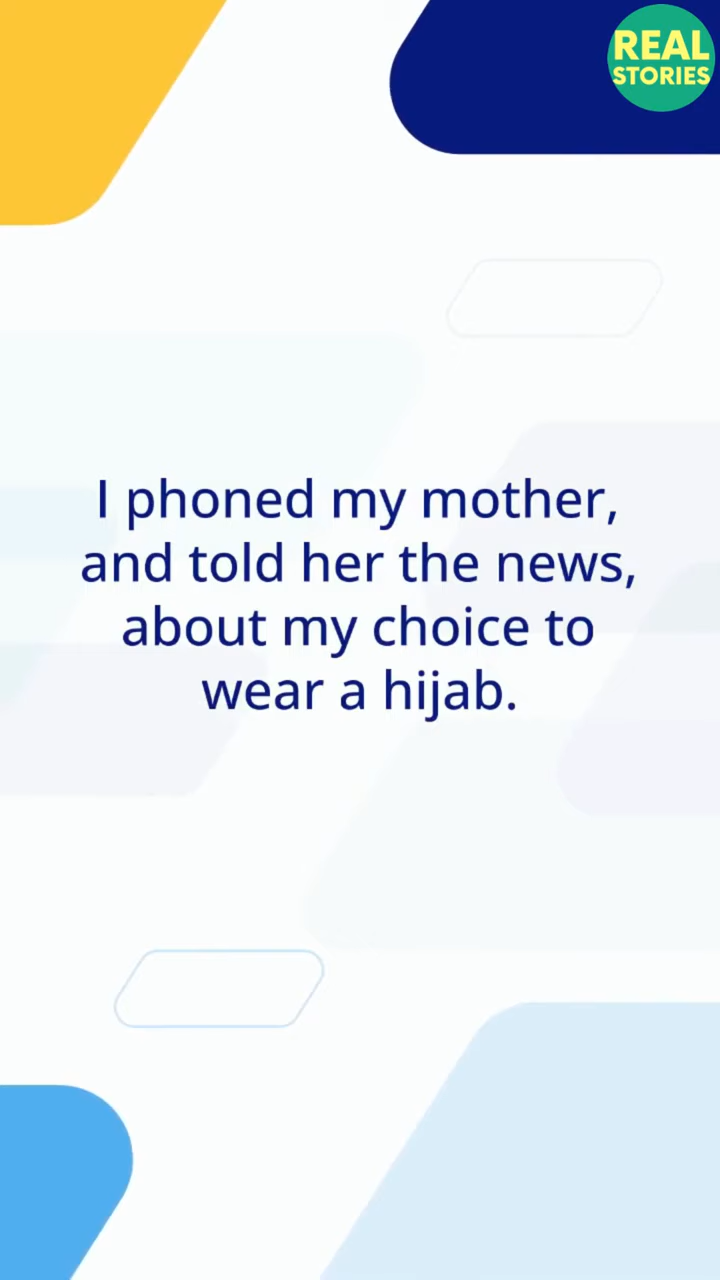 REAL
STORIES
I phoned my mother,
and told her the news,
about my choice to
wear a hijab.